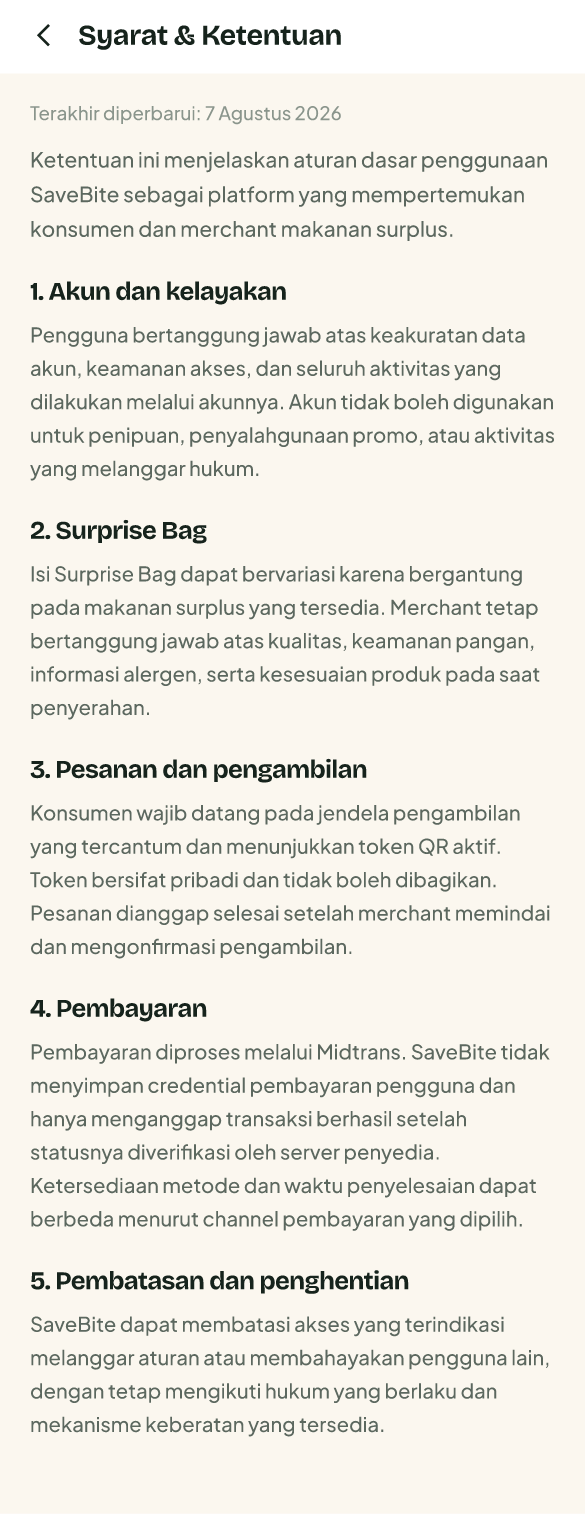 Syarat & Ketentuan
Terakhir diperbarui: 7 Agustus 2026
Ketentuan ini menjelaskan aturan dasar penggunaan
SaveBite sebagai platform yang mempertemukan
konsumen dan merchant makanan surplus.
1. Akun dan kelayakan
Pengguna bertanggung jawab atas keakuratan data
akun, keamanan akses, dan seluruh aktivitas yang
dilakukan melalui akunnya. Akun tidak boleh digunakan
untuk penipuan, penyalahgunaan promo, atau aktivitas
yang melanggar hukum.
2. Surprise Bag
Isi Surprise Bag dapat bervariasi karena bergantung
pada makanan surplus yang tersedia. Merchant tetap
bertanggung jawab atas kualitas, keamanan pangan,
informasi alergen, serta kesesuaian produk pada saat
penyerahan.
3. Pesanan dan pengambilan
Konsumen wajib datang pada jendela pengambilan
yang tercantum dan menunjukkan token QR aktif.
Token bersifat pribadi dan tidak boleh dibagikan.
Pesanan dianggap selesai setelah merchant memindai
dan mengonfirmasi pengambilan.
4. Pembayaran
Pembayaran diproses melalui Midtrans. SaveBite tidak
menyimpan credential pembayaran pengguna dan
hanya menganggap transaksi berhasil setelah
statusnya diverifikasi oleh server penyedia.
Ketersediaan metode dan waktu penyelesaian dapat
berbeda menurut channel pembayaran yang dipilih.
5. Pembatasan dan penghentian
SaveBite dapat membatasi akses yang terindikasi
melanggar aturan atau membahayakan pengguna lain,
dengan tetap mengikuti hukum yang berlaku dan
mekanisme keberatan yang tersedia.